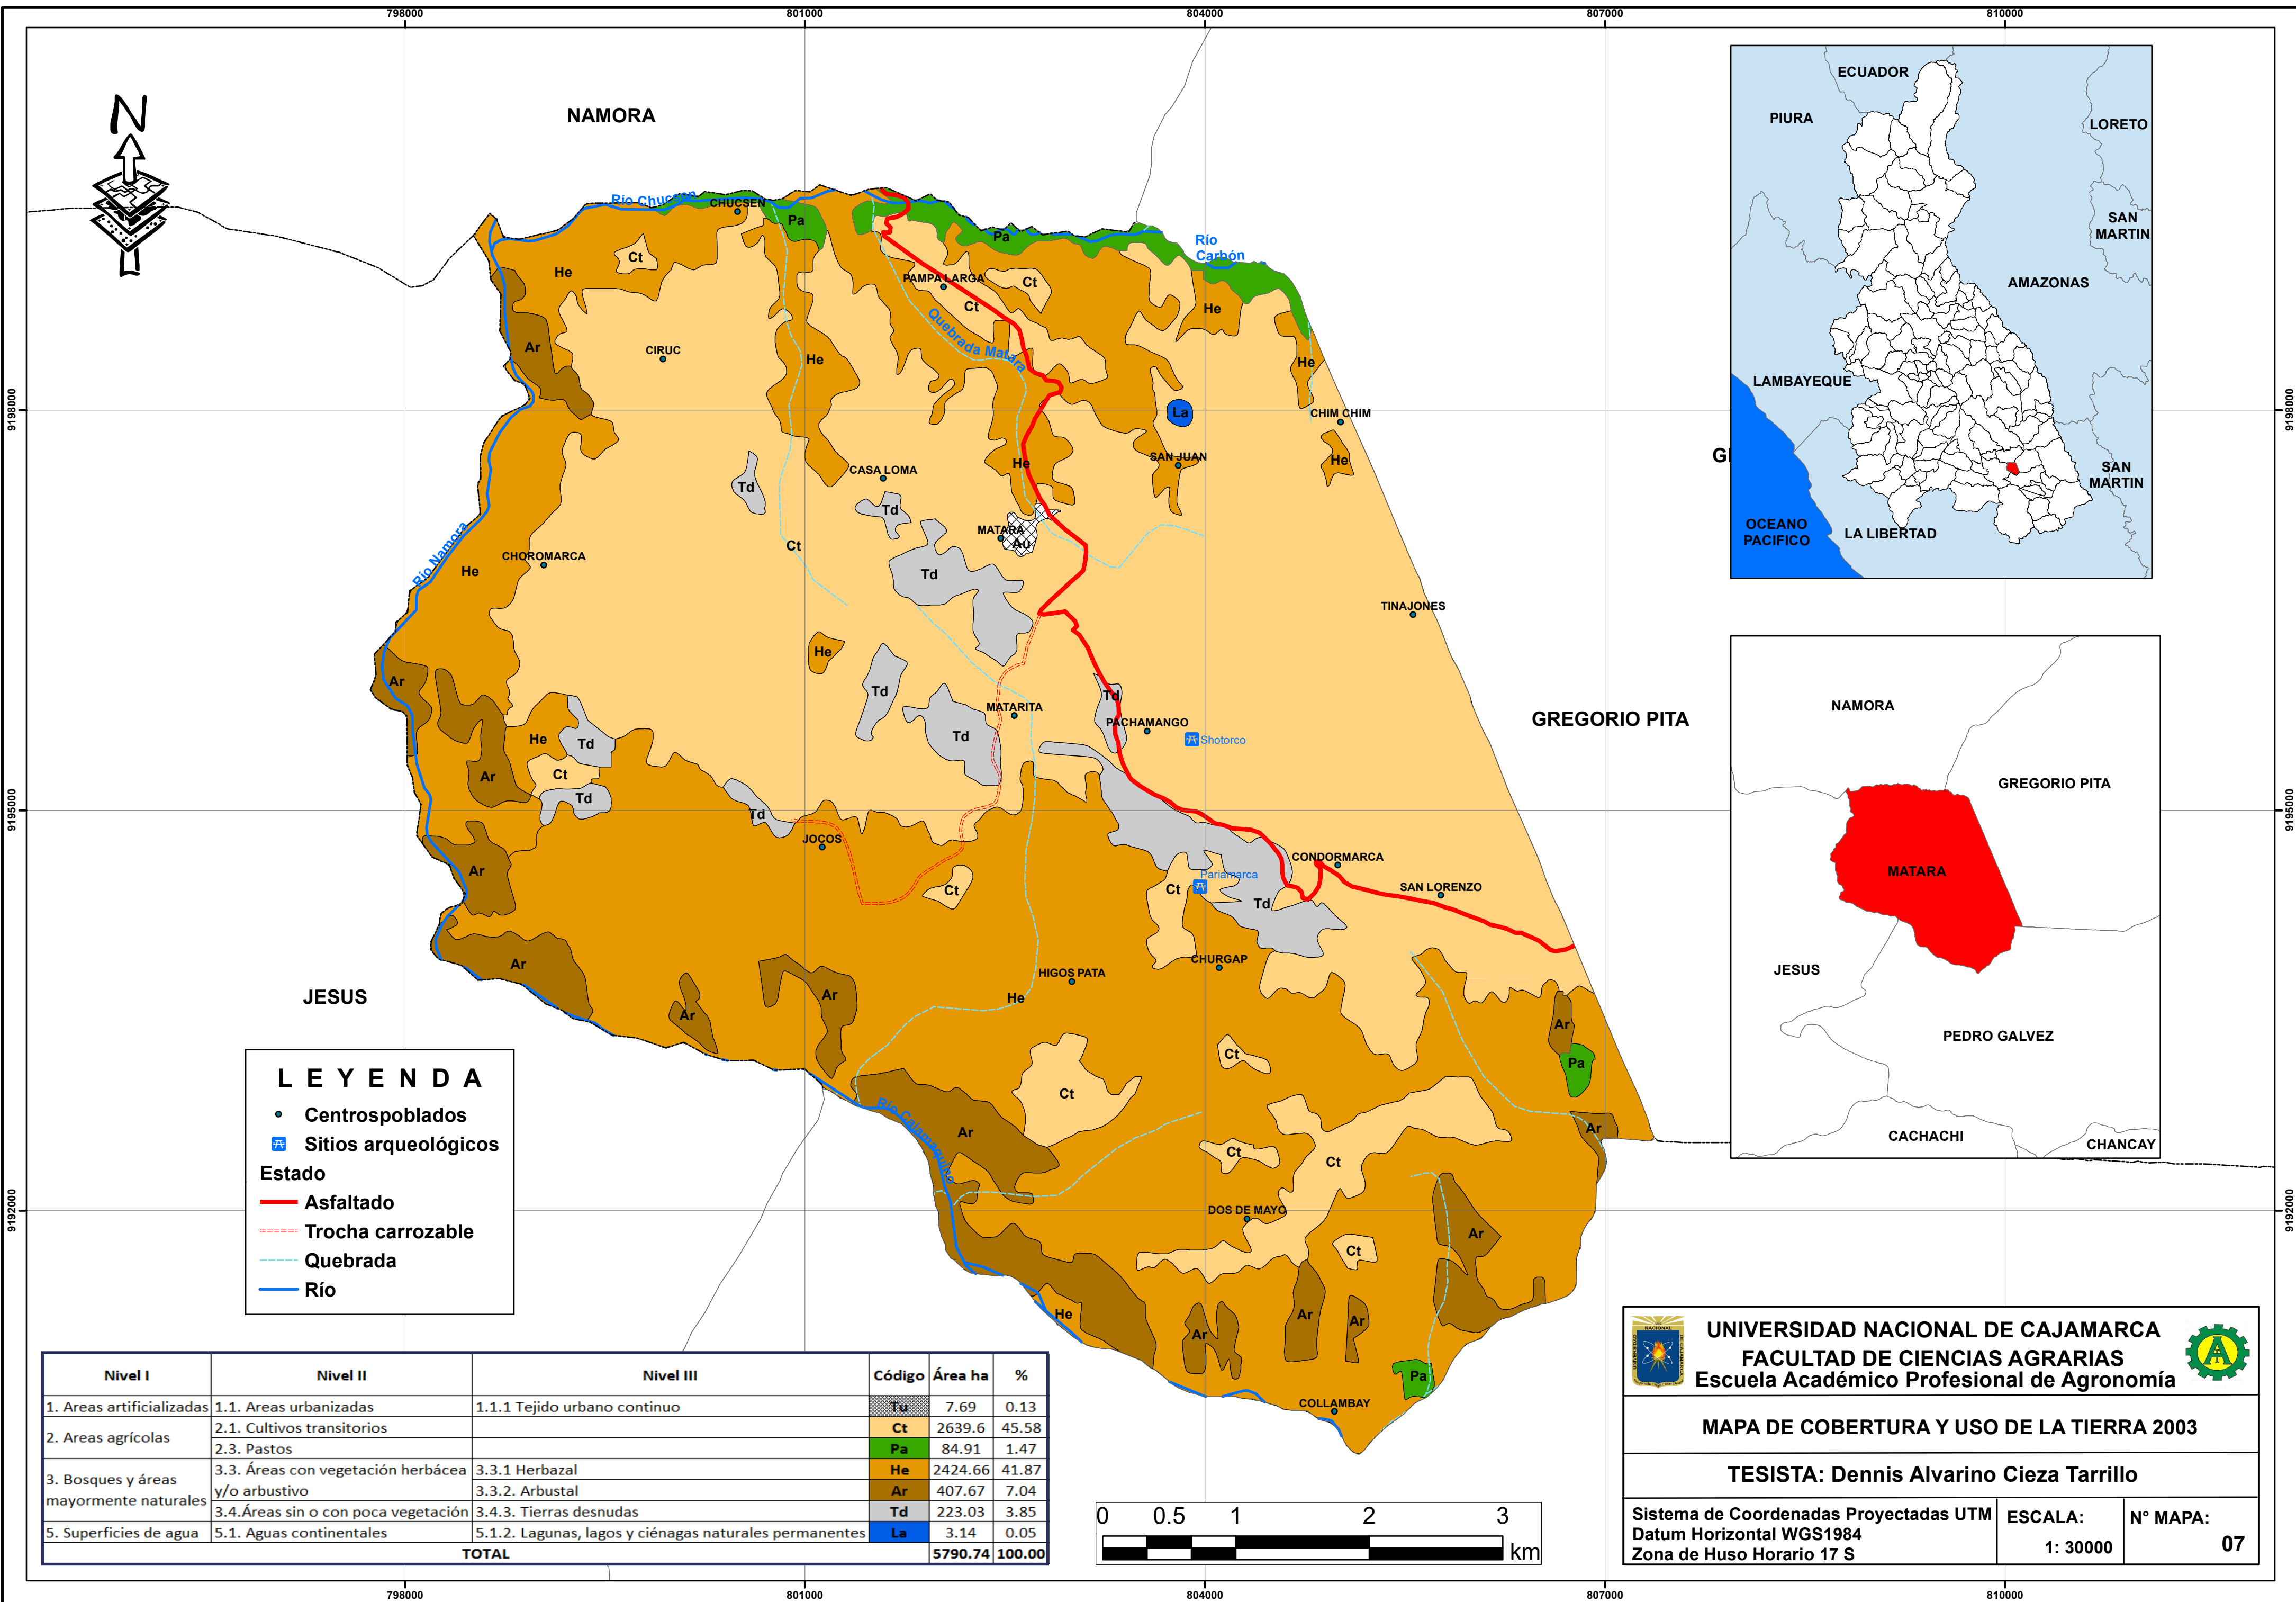 798000
801000
804000
807000
810000
9198000
9195000
9192000
9198000
9195000
9192000
798000
801000
804000
807000
810000
N
NAMORA
JESUS
GREGORIO PITA
GI
Río Chucsen
CHUCSEN
Pa
Pa
Río
Carbón
He
Ct
PAMPA LARGA
Ct
Ct
He
Quebrada Matara
Ar
CIRUC
He
He
La
CHIM CHIM
He
SAN JUAN
He
CASA LOMA
Td
Td
MATARA
Au
Ct
Td
CHOROMARCA
He
Río Namora
TINAJONES
He
Ar
Td
Td
MATARITA
PACHAMANGO
Shotorco
Td
He
Td
Ar
Ct
Td
Td
JOCOS
Ar
Ct
CONDORMARCA
Pariamarca
Ct
SAN LORENZO
Td
CHURGAP
Ar
HIGOS PATA
He
Ar
Ar
Ar
Pa
Ct
Ct
Río Cajamarquino
Ar
Ar
Ct
Ct
DOS DE MAYO
Ar
Ct
He
Ar
Ar
Ar
Pa
COLLAMBAY
ECUADOR
PIURA
LORETO
SAN
MARTIN
AMAZONAS
LAMBAYEQUE
SAN
MARTIN
OCEANO
PACIFICO
LA LIBERTAD
NAMORA
GREGORIO PITA
MATARA
JESUS
PEDRO GALVEZ
CACHACHI
CHANCAY
L E Y E N D A
Centrospoblados
Sitios arqueológicos
Estado
Asfaltado
Trocha carrozable
Quebrada
Río
Nivel I Nivel II Nivel III Código Área ha %
1. Areas artificializadas 1.1. Areas urbanizadas 1.1.1 Tejido urbano continuo Tu 7.69 0.13
2. Areas agrícolas 2.1. Cultivos transitorios Ct 2639.6 45.58
2.3. Pastos Pa 84.91 1.47
3. Bosques y áreas mayormente naturales 3.3. Áreas con vegetación herbácea y/o arbustivo 3.3.1 Herbazal He 2424.66 41.87
3.3.2. Arbustal Ar 407.67 7.04
3.4.Áreas sin o con poca vegetación 3.4.3. Tierras desnudas Td 223.03 3.85
5. Superficies de agua 5.1. Aguas continentales 5.1.2. Lagunas, lagos y ciénagas naturales permanentes La 3.14 0.05
TOTAL 5790.74 100.00
0 0.5 1 2 3
km
UNIVERSIDAD NACIONAL DE CAJAMARCA
FACULTAD DE CIENCIAS AGRARIAS
Escuela Académico Profesional de Agronomía
MAPA DE COBERTURA Y USO DE LA TIERRA 2003
TESISTA: Dennis Alvarino Cieza Tarrillo
Sistema de Coordenadas Proyectadas UTM
Datum Horizontal WGS1984
Zona de Huso Horario 17 S
ESCALA:
1: 30000
N° MAPA:
07